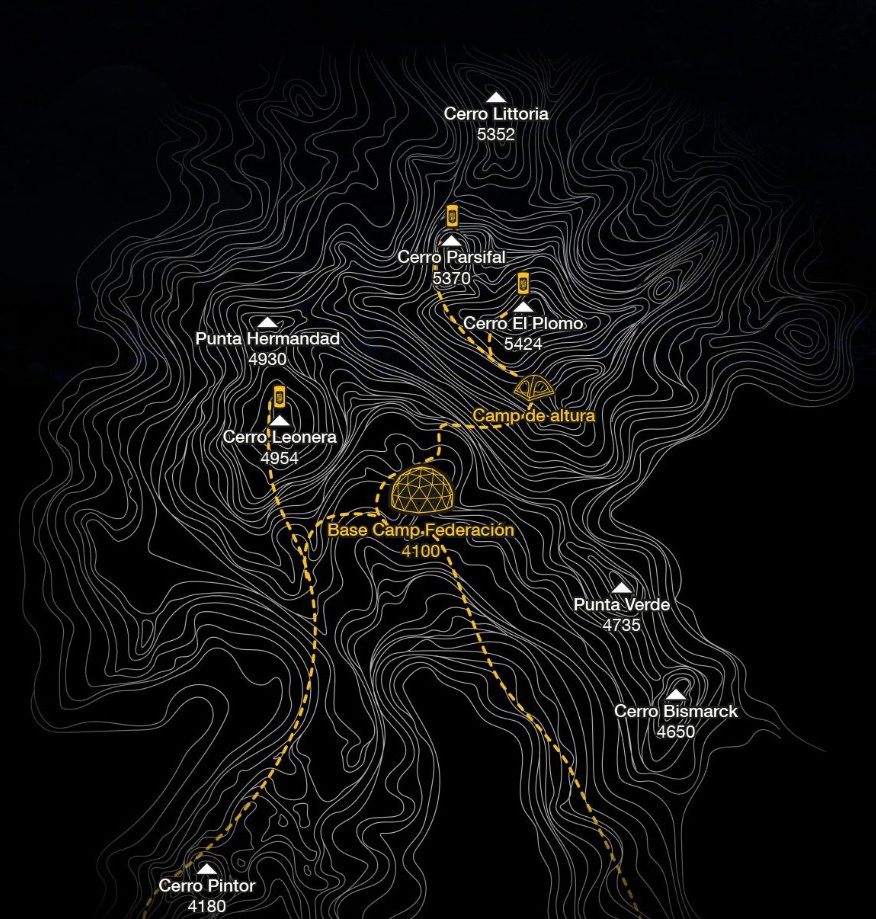 Cerro Littoria
5352
Cerro Parsifal
5370
Cerro El Plomo
5424
Punta Hermandad
4930
Camp de altura
Cerro Leonera
4954
Base Camp Federación
4100
Punta Verde
4735
Cerro Bismarck
4650
Cerro Pintor
4180